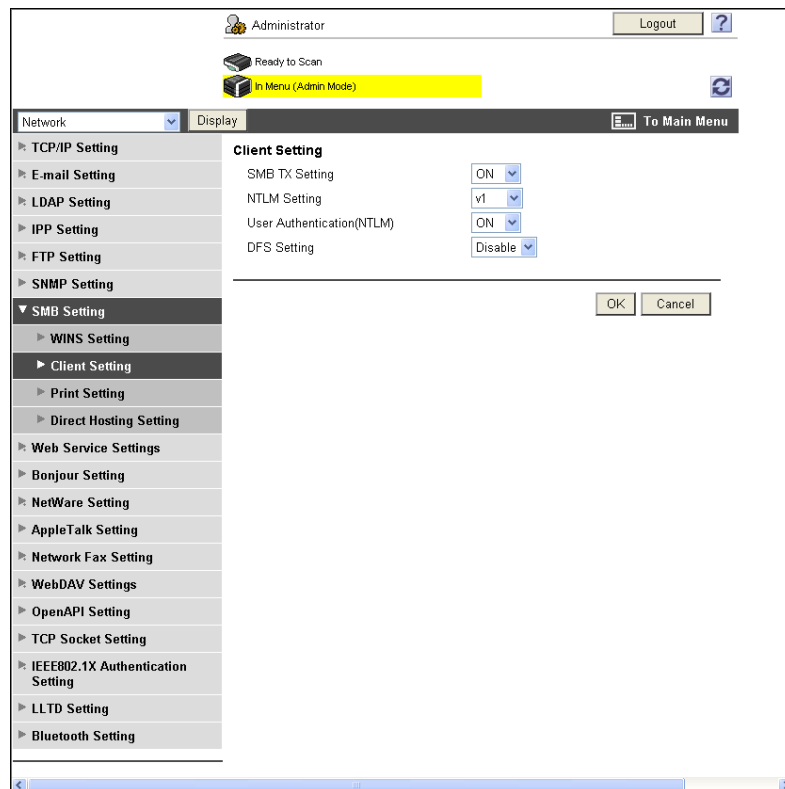 Administrator
Logout
?
Ready to Scan
In Menu (Admin Mode)
Network
Display
To Main Menu
TCP/IP Setting
E-mail Setting
LDAP Setting
IPP Setting
FTP Setting
SNMP Setting
SMB Setting
WINS Setting
Client Setting
Print Setting
Direct Hosting Setting
Web Service Settings
Bonjour Setting
NetWare Setting
AppleTalk Setting
Network Fax Setting
WebDAV Settings
OpenAPI Setting
TCP Socket Setting
IEEE802.1X Authentication
Setting
LLTD Setting
Bluetooth Setting
Client Setting
SMB TX Setting ON
NTLM Setting v1
User Authentication(NTLM) ON
DFS Setting Disable
OK Cancel